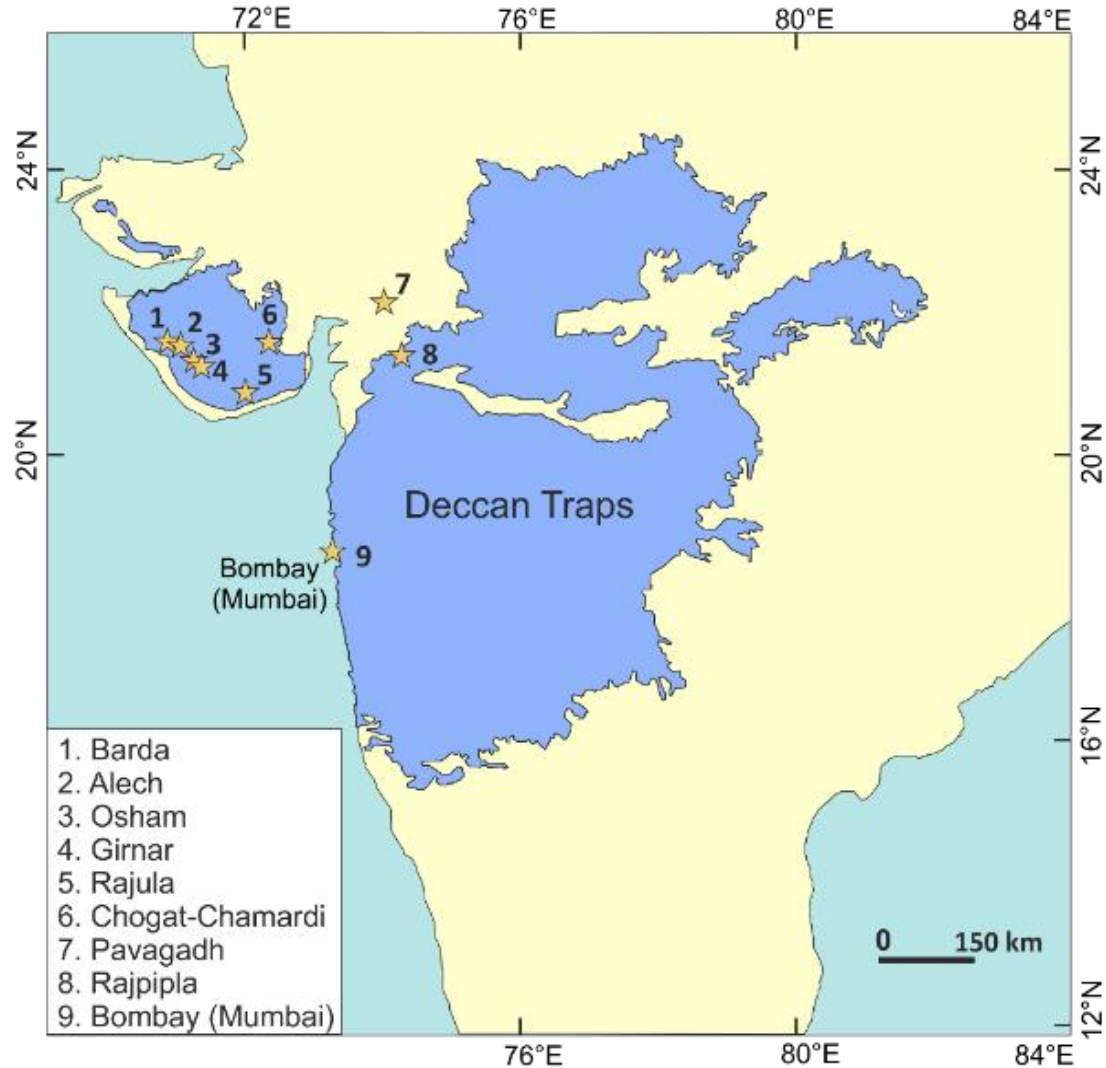 72°E 76°E 80°E 84°E
24°N 24°N
7
1 2 6
3 8
4 5
20°N 20°N
Deccan Traps
9
Bombay
(Mumbai)
16°N
1. Barda
2. Alech
3. Osham
4. Girnar
5. Rajula
6. Chogat-Chamardi
7. Pavagadh
8. Rajpipla
9. Bombay (Mumbai)
0 150 km
12°N
76°E 80°E 84°E